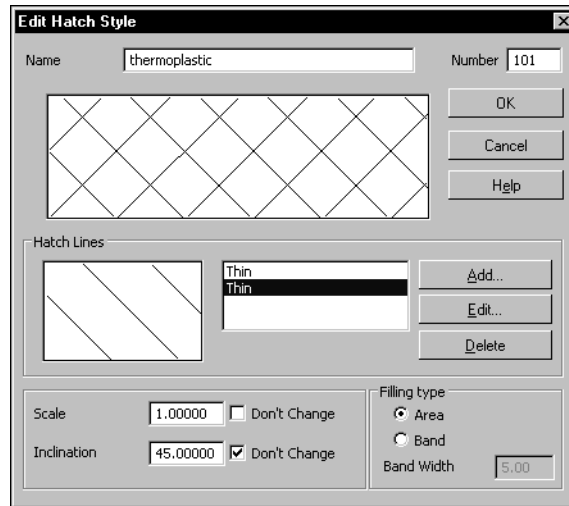 Edit Hatch Style
Name thermoplastic Number 101
OK
Cancel
Help
Hatch Lines
Thin
Thin
Add...
Edit...
Delete
Scale 1.00000 Don't Change
Inclination 45.00000 Don't Change
Filling type
Area
Band
Band Width 5.00